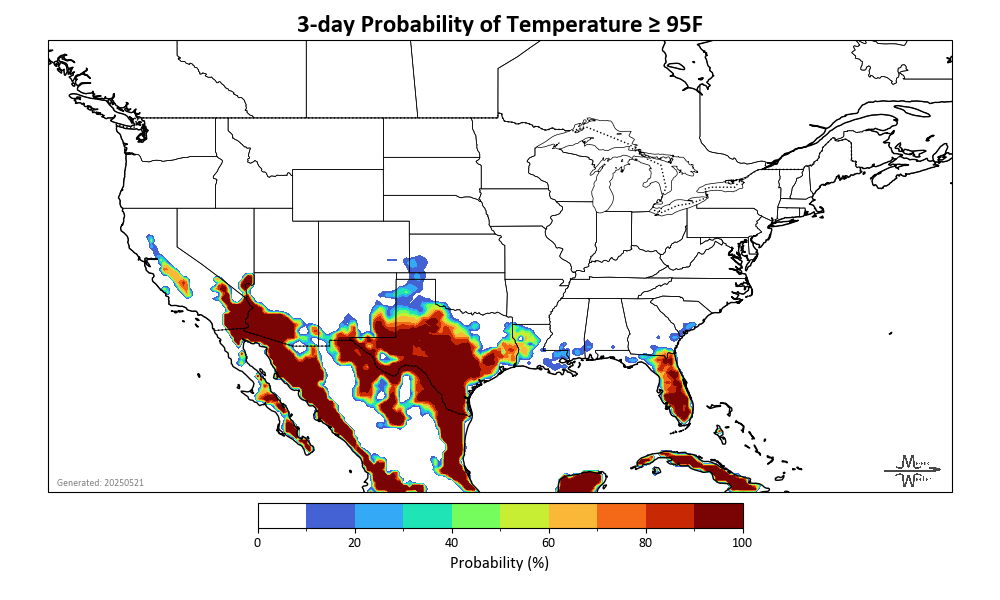 3-day Probability of Temperature ≥ 95F
Generated: 20250521
0 20 40 60 80 100
Probability (%)